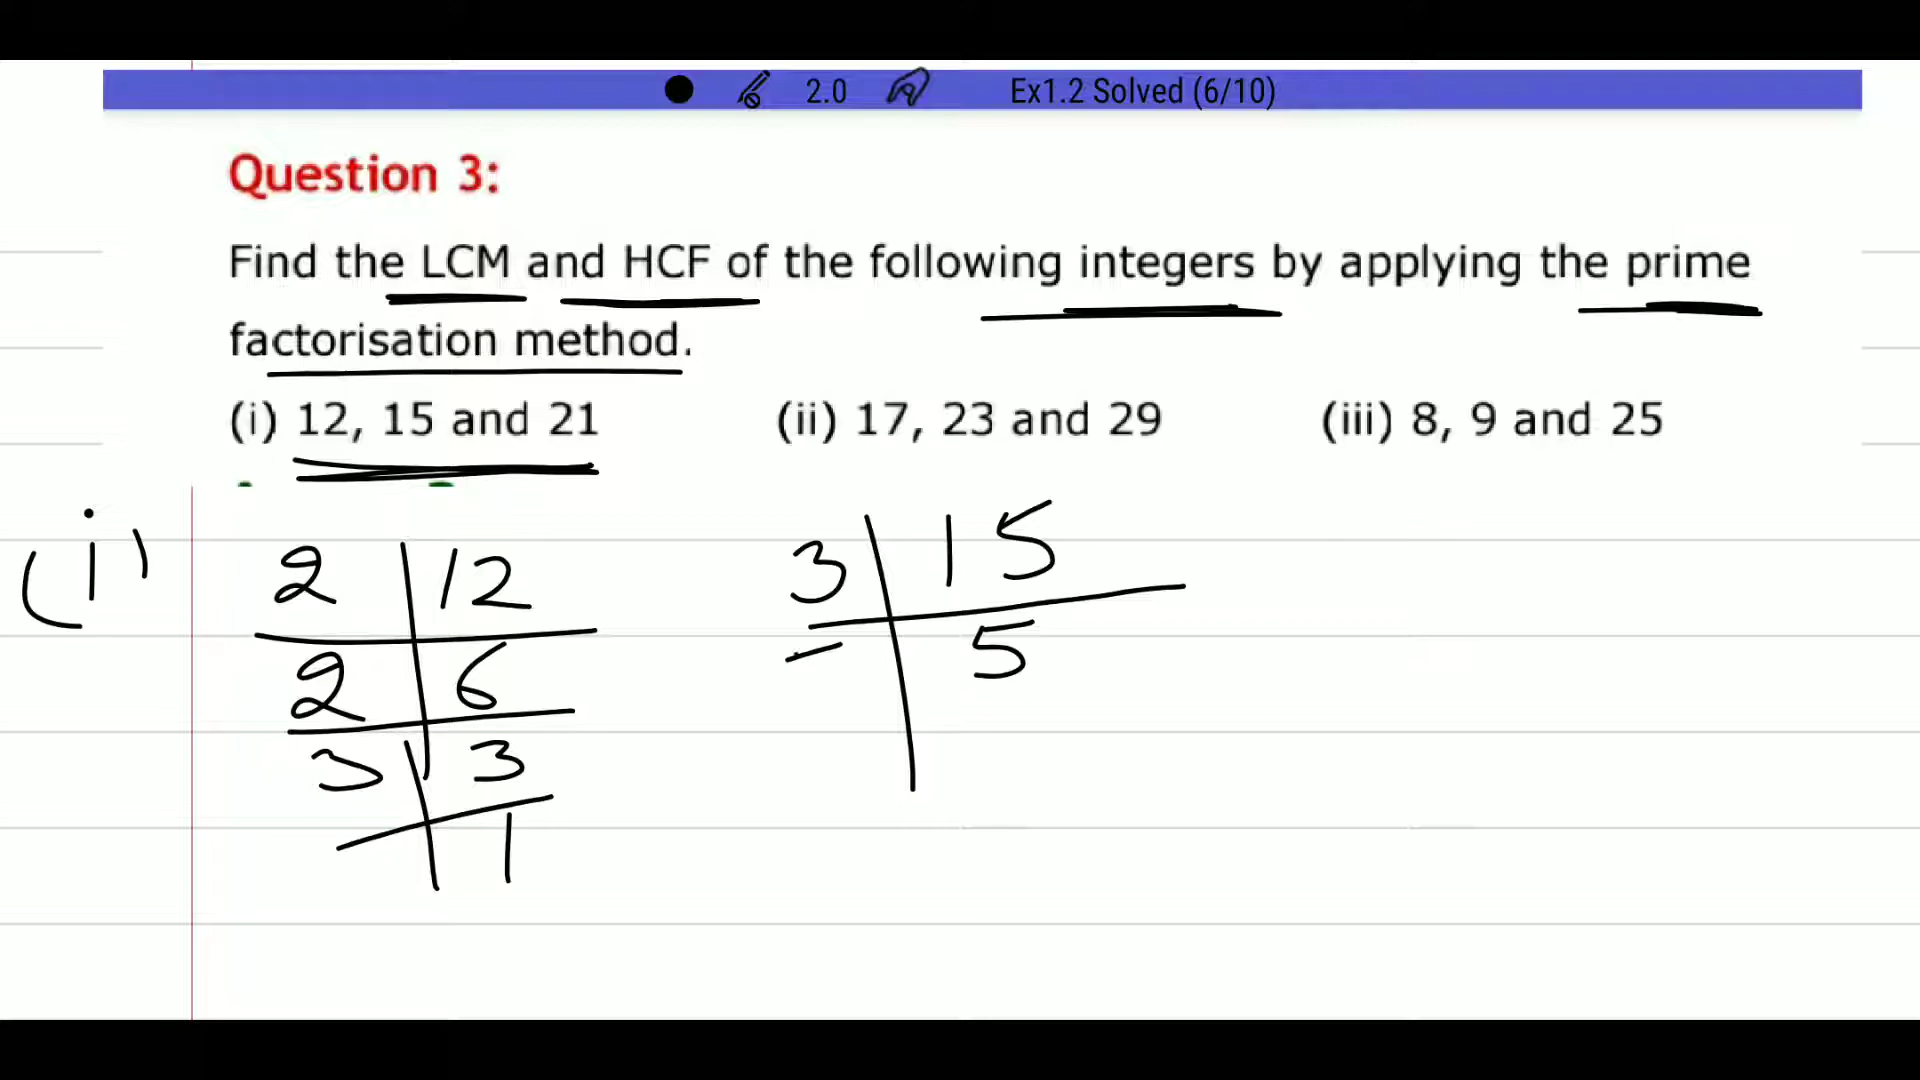 2.0 Ex1.2 Solved (6/10)
Question 3:
Find the LCM and HCF of the following integers by applying the prime
factorisation method.
(i) 12, 15 and 21 (ii) 17, 23 and 29 (iii) 8, 9 and 25
(i)
2 12
2 6
3 3
1
3 15
5